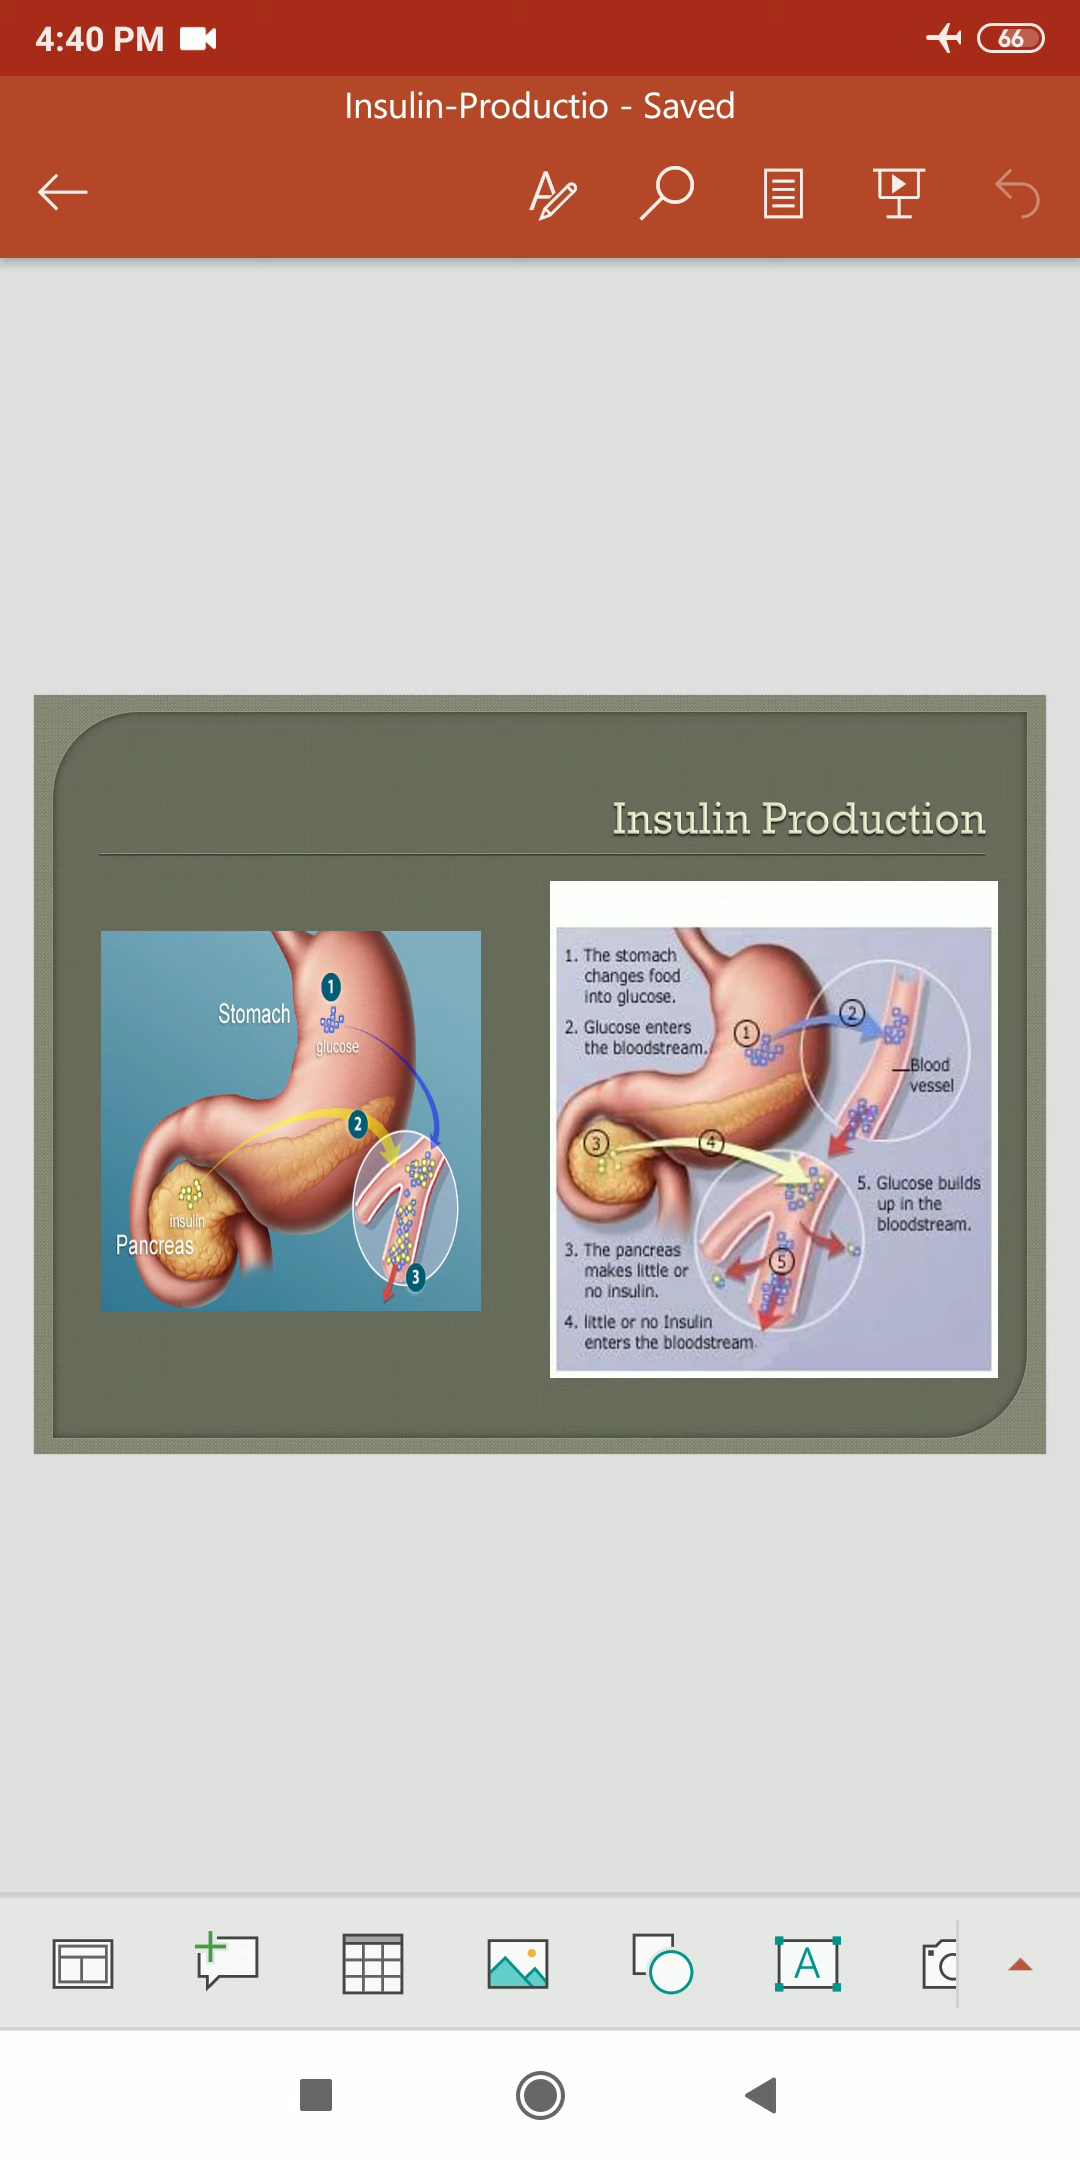 4:40 PM
66
Insulin-Productio - Saved
Insulin Production
1
Stomach
glucose
2
insulin
Pancreas
3
1. The stomach
changes food
into glucose.
2. Glucose enters
the bloodstream.
1
2
Blood
vessel
3
4
5. Glucose builds
up in the
bloodstream.
5
3. The pancreas
makes little or
no insulin.
4. little or no Insulin
enters the bloodstream.
A